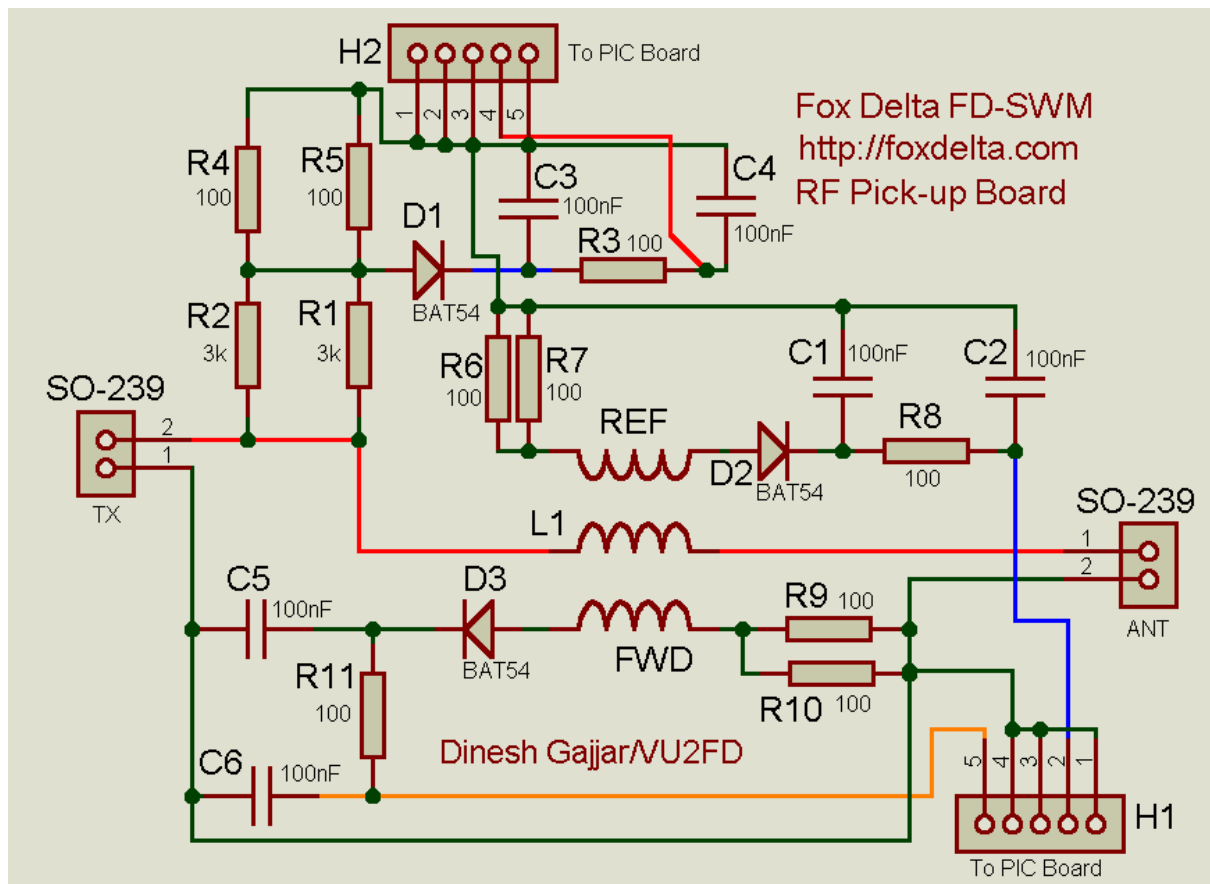 H2
To PIC Board
1
2
3
4
5
Fox Delta FD-SWM
http://foxdelta.com
RF Pick-up Board
R4
100
R5
100
C3
100nF
C4
100nF
D1
BAT54
R3 100
R2
3k
R1
3k
R6
100
R7
100
C1
100nF
C2
100nF
SO-239
2
1
TX
REF
D2
BAT54
R8
100
L1
SO-239
1
2
ANT
C5
100nF
D3
BAT54
FWD
R9 100
R10 100
R11
100
C6
100nF
Dinesh Gajjar/VU2FD
5
4
3
2
1
H1
To PIC Board